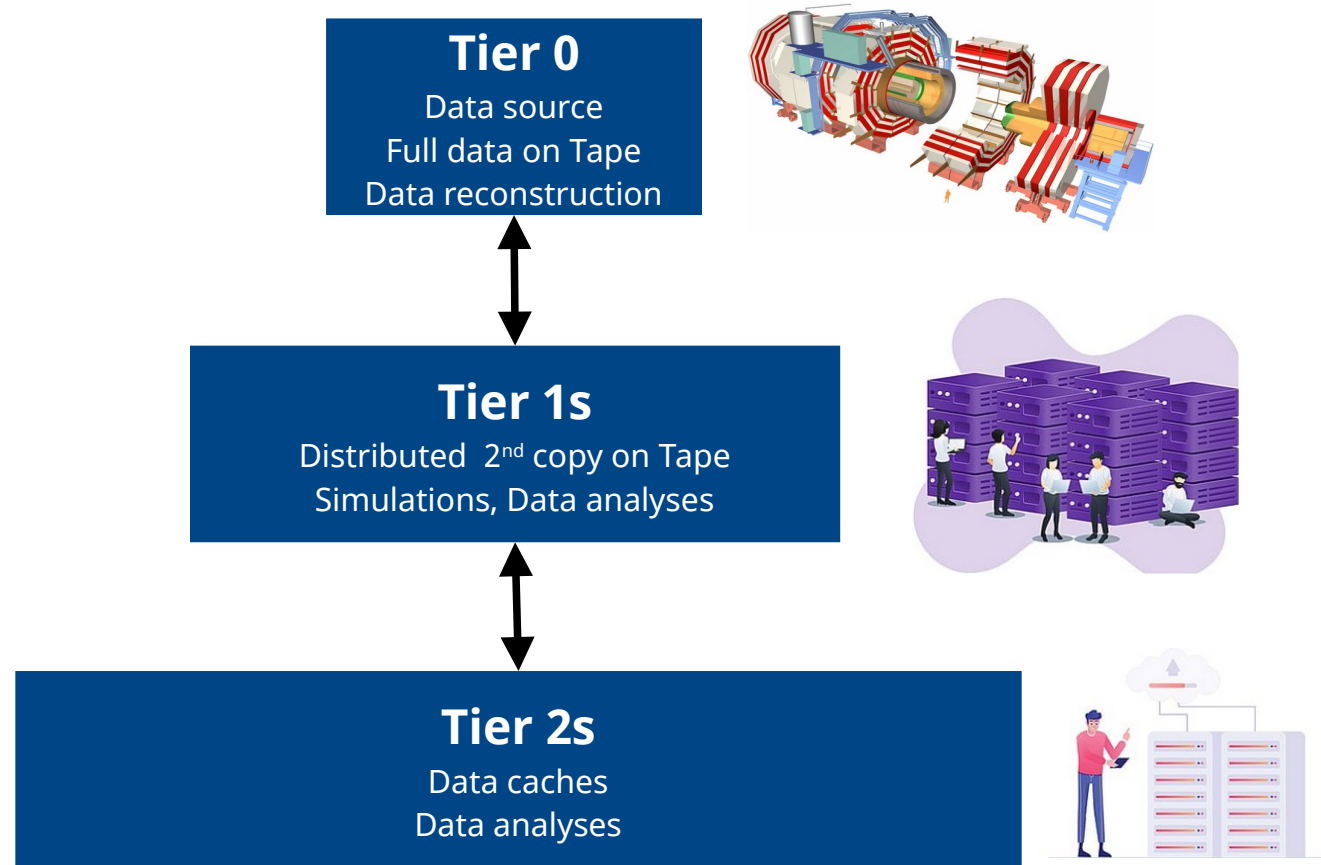 Tier 0
Data source
Full data on Tape
Data reconstruction
Tier 1s
Distributed 2nd copy on Tape
Simulations, Data analyses
Tier 2s
Data caches
Data analyses